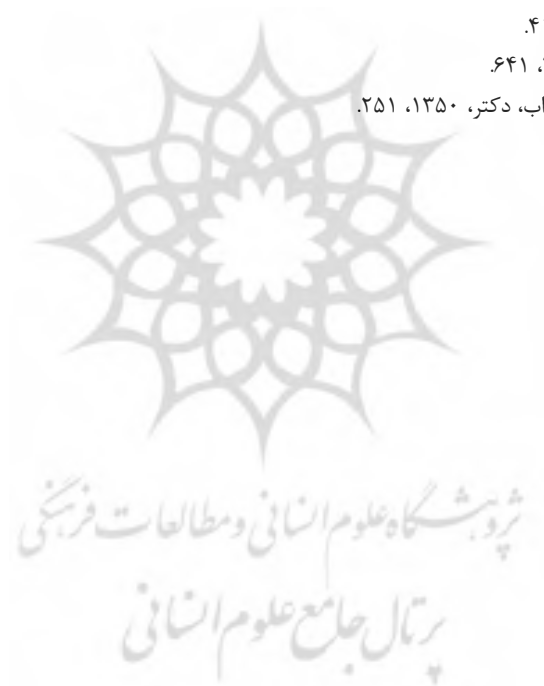 ۴.
، ۶۴۱.
اب، دکتر، ۱۳۵۰، ۲۵۱.
پژوهشگاه علوم انسانی و مطالعات فرهنگی
پرتال جامع علوم انسانی